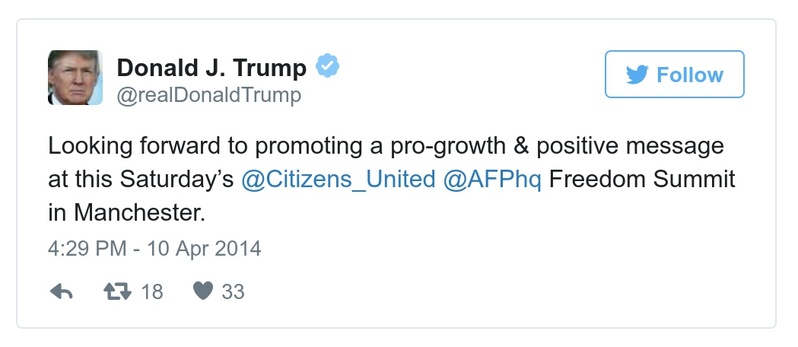 Donald J. Trump
@realDonaldTrump
Follow
Looking forward to promoting a pro-growth & positive message
at this Saturday’s @Citizens_United @AFPhq Freedom Summit
in Manchester.
4:29 PM - 10 Apr 2014
18 33